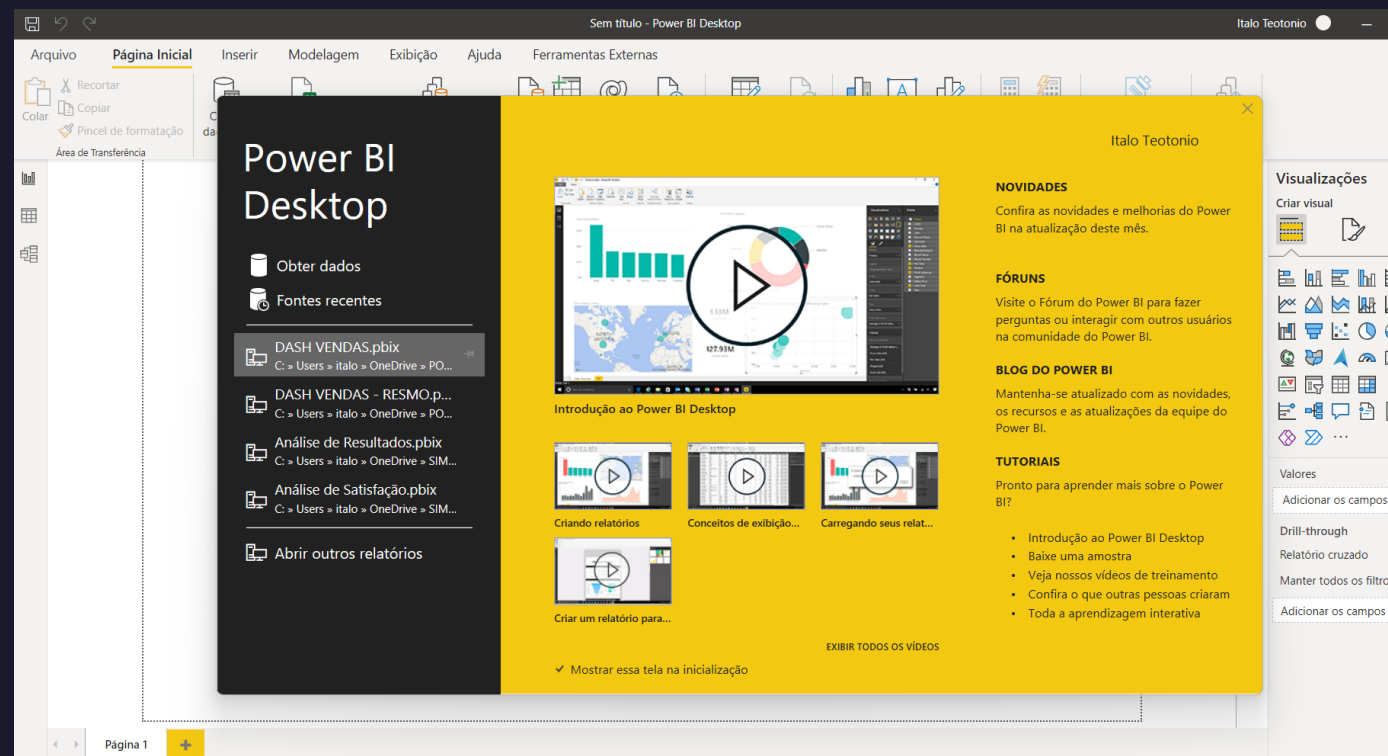 Sem título - Power BI Desktop
Italo Teotonio
Arquivo
Página Inicial
Inserir
Modelagem
Exibição
Ajuda
Ferramentas Externas
Colar
Recortar
Copiar
Pincel de formatação
Área de Transferência
Power BI
Desktop
Obter dados
Fontes recentes
DASH VENDAS.pbix
C: » Users » italo » OneDrive » PO...
DASH VENDAS - RESMO.p...
C: » Users » italo » OneDrive » PO...
Análise de Resultados.pbix
C: » Users » italo » OneDrive » SIM...
Análise de Satisfação.pbix
C: » Users » italo » OneDrive » SIM...
Abrir outros relatórios
133M
127.93M
Introdução ao Power BI Desktop
Criando relatórios
Conceitos de exibição...
Carregando seus relat...
Criar um relatório para...
EXIBIR TODOS OS VÍDEOS
Mostrar essa tela na inicialização
Italo Teotonio
NOVIDADES
Confira as novidades e melhorias do Power
BI na atualização deste mês.
FÓRUNS
Visite o Fórum do Power BI para fazer
perguntas ou interagir com outros usuários
na comunidade do Power BI.
BLOG DO POWER BI
Mantenha-se atualizado com as novidades,
os recursos e as atualizações da equipe do
Power BI.
TUTORIAIS
Pronto para aprender mais sobre o Power
BI?
• Introdução ao Power BI Desktop
• Baixe uma amostra
• Veja nossos vídeos de treinamento
• Confira o que outras pessoas criaram
• Toda a aprendizagem interativa
Visualizações
Criar visual
Valores
Adicionar os campos
Drill-through
Relatório cruzado
Manter todos os filtro
Adicionar os campos
Página 1